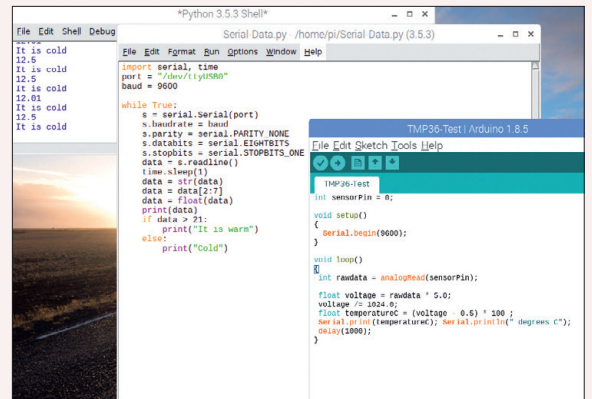 *Python 3.5.3 Shell*
File Edit Shell Debug
It is cold
12.5
It is cold
12.5
It is cold
12.01
It is cold
12.5
It is cold
Serial-Data.py - /home/pi/Serial-Data.py (3.5.3)
File Edit Format Run Options Window Help
import serial, time
port = "/dev/ttyUSB0"
baud = 9600
while True:
s = serial.Serial(port)
s.baudrate = baud
s.parity = serial.PARITY_NONE
s.databits = serial.EIGHTBITS
s.stopbits = serial.STOPBITS_ONE
data = s.readline()
time.sleep(1)
data = str(data)
data = data[2:7]
data = float(data)
print(data)
if data > 21:
print("It is warm")
else:
print("Cold")
TMP36-Test | Arduino 1.8.5
File Edit Sketch Tools Help
TMP36-Test
int sensorPin = 0;
void setup()
{
Serial.begin(9600);
}
void loop()
{
int rawdata = analogRead(sensorPin);
float voltage = rawdata * 5.0;
voltage /= 1024.0;
float temperatureC = (voltage - 0.5) * 100 ;
Serial.print(temperatureC); Serial.println(" degrees C");
delay(1000);
}